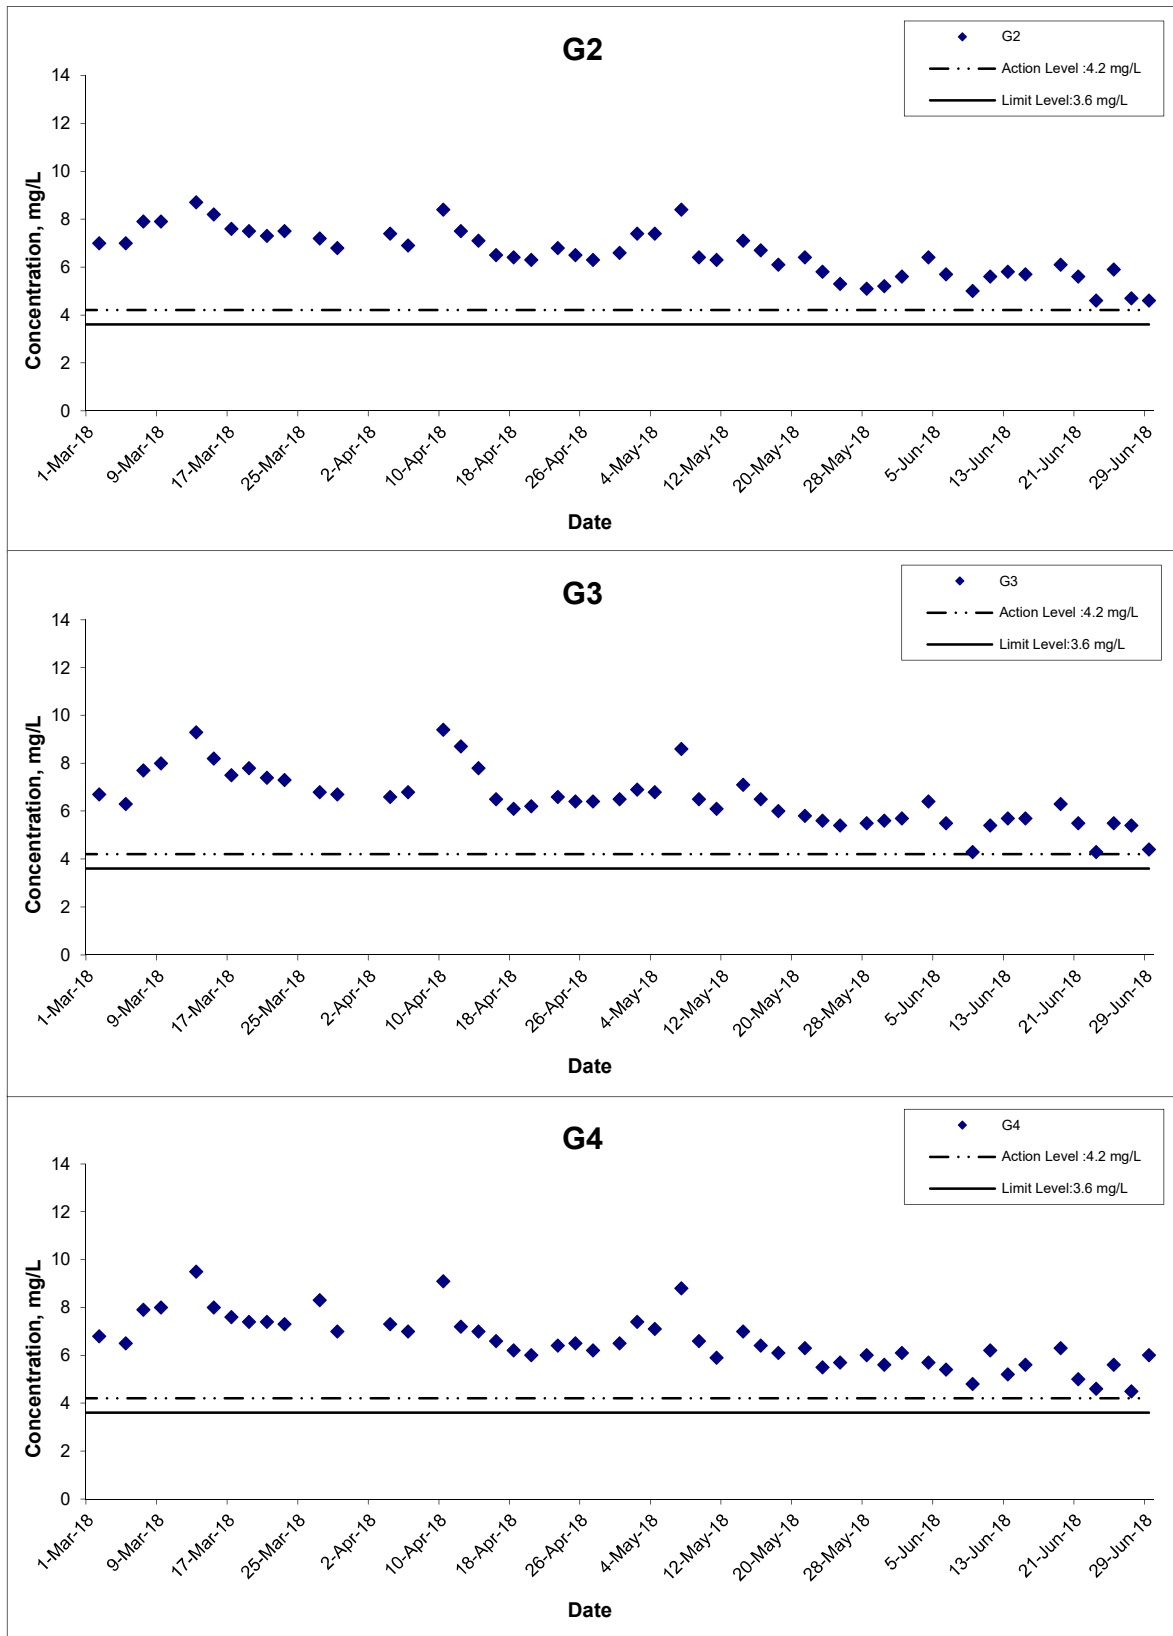 G2
G2
Action Level :4.2 mg/L
Limit Level:3.6 mg/L
Concentration, mg/L
14
12
10
8
6
4
2
0
1-Mar-18
9-Mar-18
17-Mar-18
25-Mar-18
2-Apr-18
10-Apr-18
18-Apr-18
26-Apr-18
4-May-18
12-May-18
20-May-18
28-May-18
5-Jun-18
13-Jun-18
21-Jun-18
29-Jun-18
Date
G3
G3
Action Level :4.2 mg/L
Limit Level:3.6 mg/L
Concentration, mg/L
14
12
10
8
6
4
2
0
1-Mar-18
9-Mar-18
17-Mar-18
25-Mar-18
2-Apr-18
10-Apr-18
18-Apr-18
26-Apr-18
4-May-18
12-May-18
20-May-18
28-May-18
5-Jun-18
13-Jun-18
21-Jun-18
29-Jun-18
Date
G4
G4
Action Level :4.2 mg/L
Limit Level:3.6 mg/L
Concentration, mg/L
14
12
10
8
6
4
2
0
1-Mar-18
9-Mar-18
17-Mar-18
25-Mar-18
2-Apr-18
10-Apr-18
18-Apr-18
26-Apr-18
4-May-18
12-May-18
20-May-18
28-May-18
5-Jun-18
13-Jun-18
21-Jun-18
29-Jun-18
Date